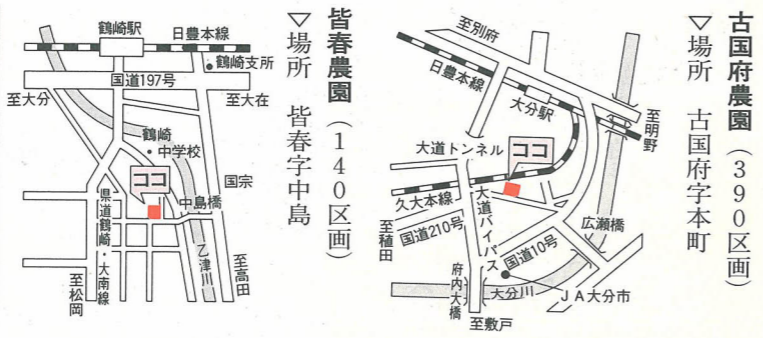 古国府農園(390区画)
▽場所 古国府字本町
至別府
日豊本線
大分駅
至明野
大道トンネル
ココ
久大本線
大道バイパス
国道210号
至稙田
国道10号
広瀬橋
府内大橋
大分川
JA大分市
至敷戸
皆春農園(140区画)
▽場所 皆春字中島
鶴崎駅
日豊本線
鶴崎支所
国道197号
至大分
至大在
鶴崎
中学校
ココ
国宗
中島橋
県道鶴崎・大南線
乙津川
至高田
至松岡